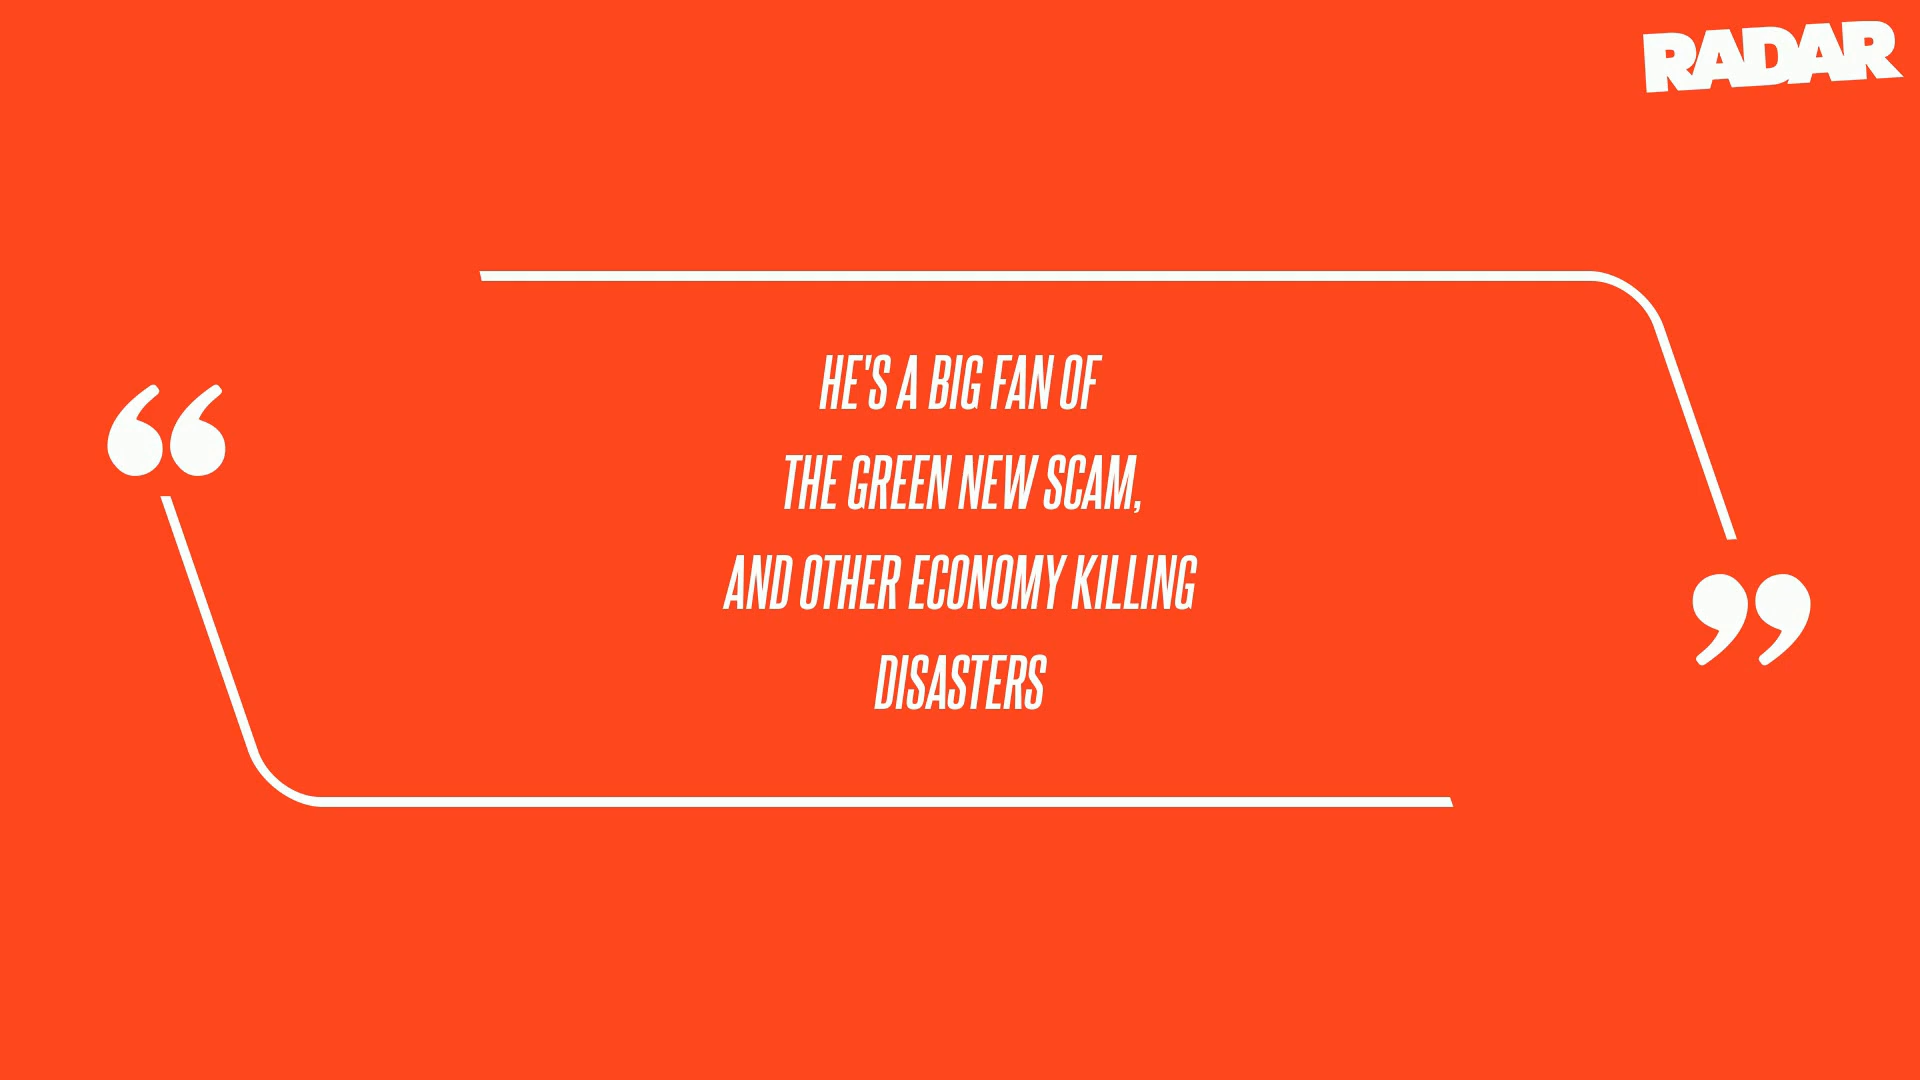 RADAR
HE'S A BIG FAN OF
THE GREEN NEW SCAM,
AND OTHER ECONOMY KILLING
DISASTERS